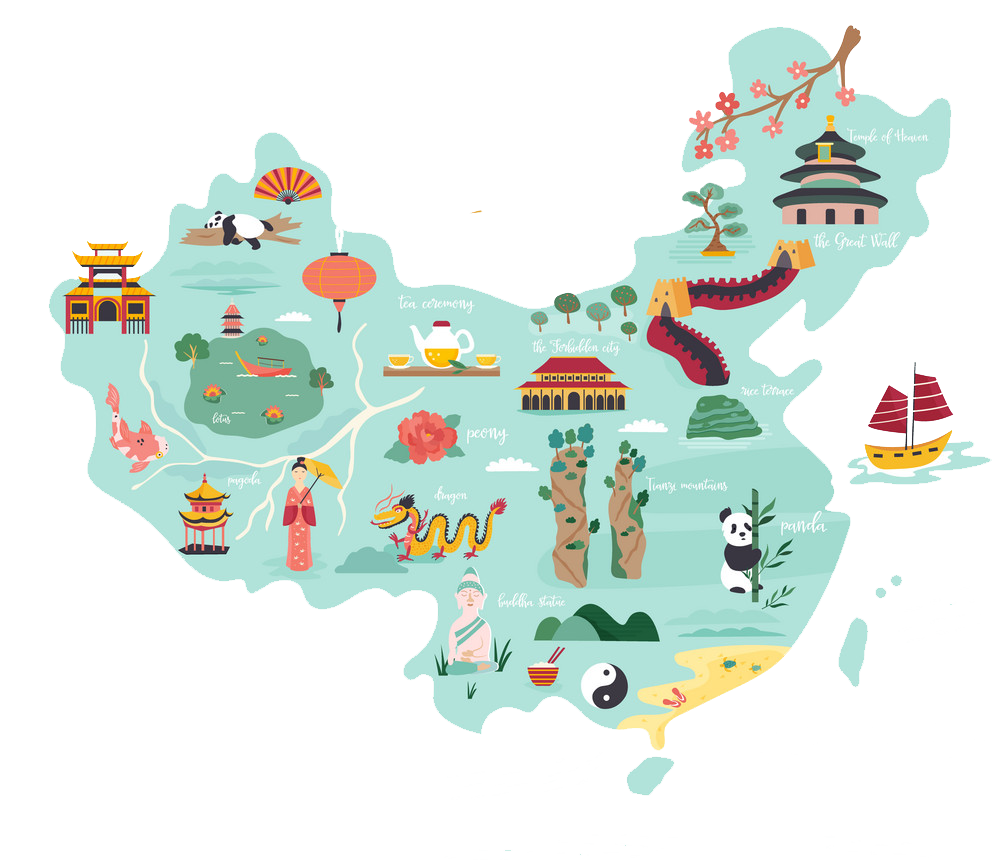 Temple of Heaven
the Great Wall
tea ceremony
the Forbidden city
rice terrace
lotus
peony
pagoda
dragon
Tianzi mountains
panda
buddha statue